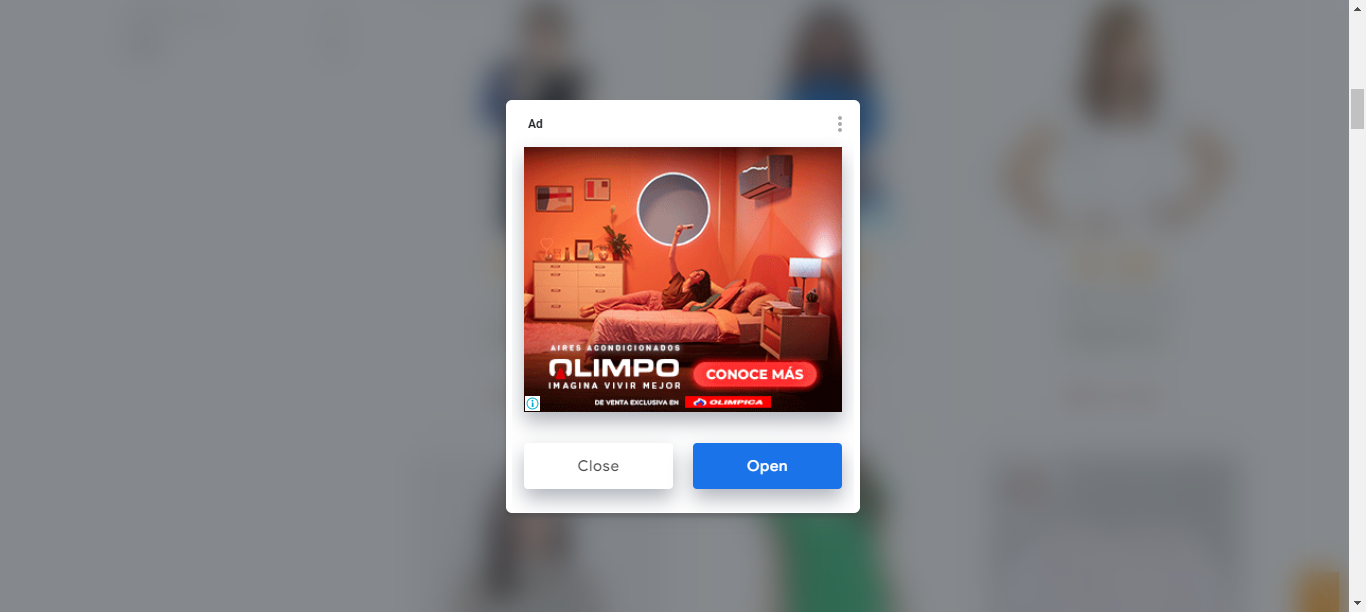 Ad
AIRES ACONDICIONADOS
OLIMPO
IMAGINA VIVIR MEJOR
CONOCE MÁS
DE VENTA EXCLUSIVA EN OLIMPICA
Close
Open